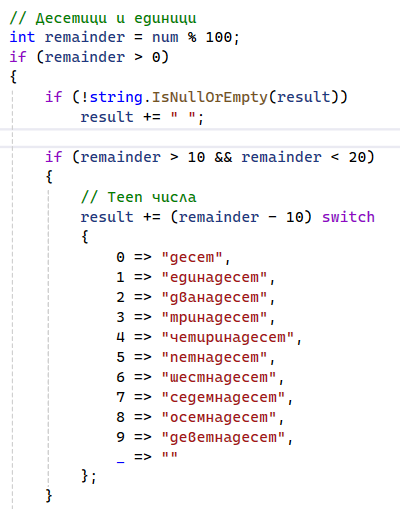 // Десетици и единици
int remainder = num % 100;
if (remainder > 0)
{
if (!string.IsNullOrEmpty(result))
result += " ";
if (remainder > 10 && remainder < 20)
{
// Teen числа
result += (remainder - 10) switch
{
0 => "десет",
1 => "единадесет",
2 => "дванадесет",
3 => "тринадесет",
4 => "четиринадесет",
5 => "петнадесет",
6 => "шестнадесет",
7 => "седемнадесет",
8 => "осемнадесет",
9 => "деветнадесет",
_ => ""
};
}